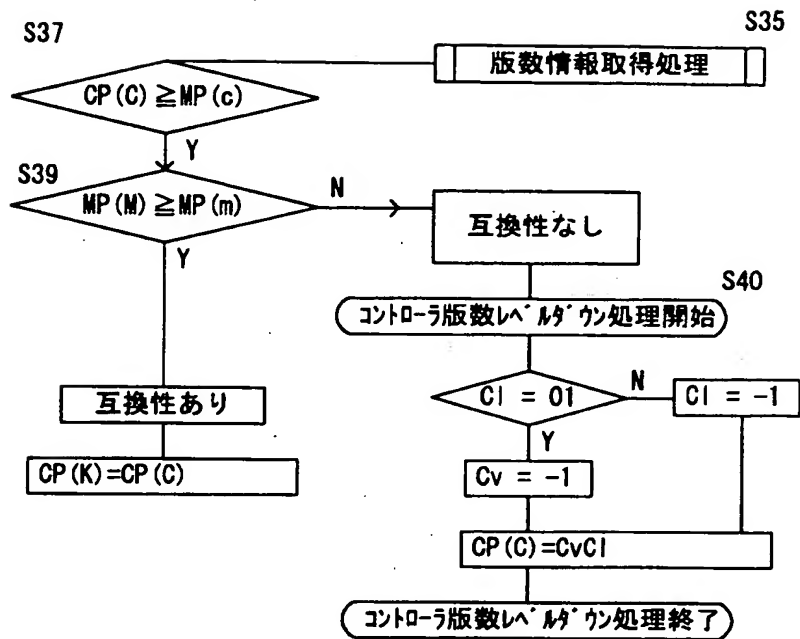 S37
S35
版数情報取得処理
CP(C)≧MP(c)
Y
S39
MP(M)≧MP(m)
N
互換性なし
Y
S40
コントローラ版数レベルダウン処理開始
Cl = 01
N
Cl = -1
互換性あり
Y
CP(K)=CP(C)
Cv = -1
CP(C)=CvCl
コントローラ版数レベルダウン処理終了